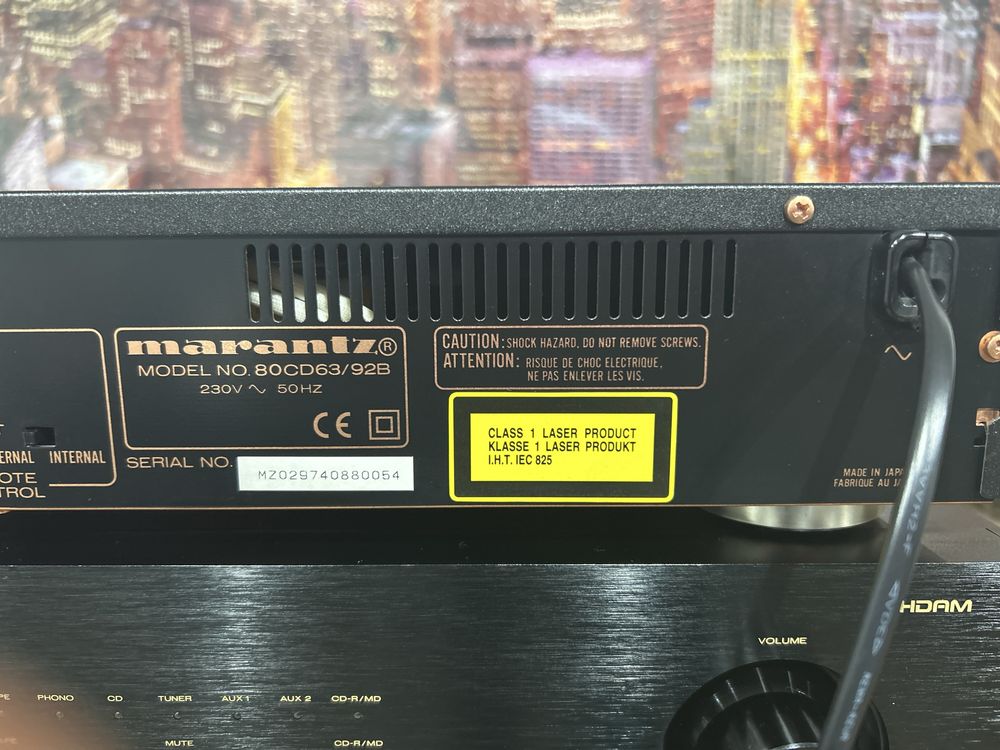 marantz®
MODEL NO. 80CD63/92B
230V ~ 50HZ
CE
SERIAL NO.
MZ029740880054
CAUTION: SHOCK HAZARD, DO NOT REMOVE SCREWS.
ATTENTION: RISQUE DE CHOC ELECTRIQUE,
NE PAS ENLEVER LES VIS.
CLASS 1 LASER PRODUCT
KLASSE 1 LASER PRODUKT
I.H.T. IEC 825
INTERNAL
~
MADE IN
FABRIQUE AU
HDAM
VOLUME
PHONO CD TUNER AUX 1 AUX 2 CD-R/MD
MUTE CD-R/MD